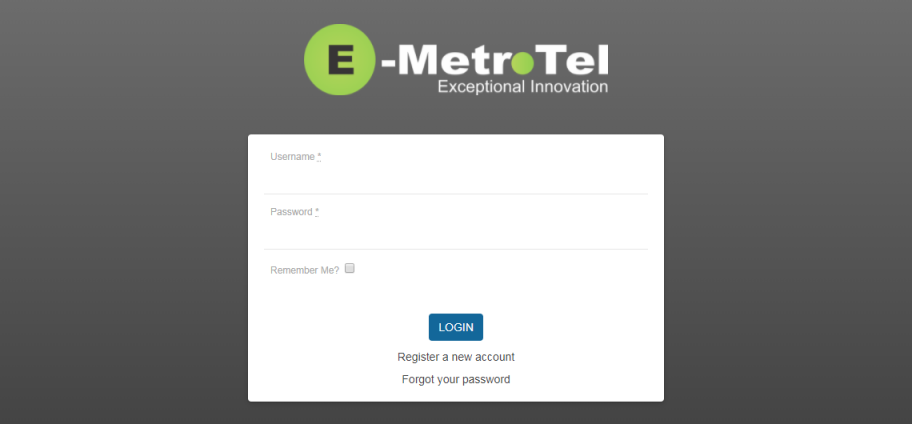 E-MetroTel
Exceptional Innovation
Username *
Password *
Remember Me?
LOGIN
Register a new account
Forgot your password